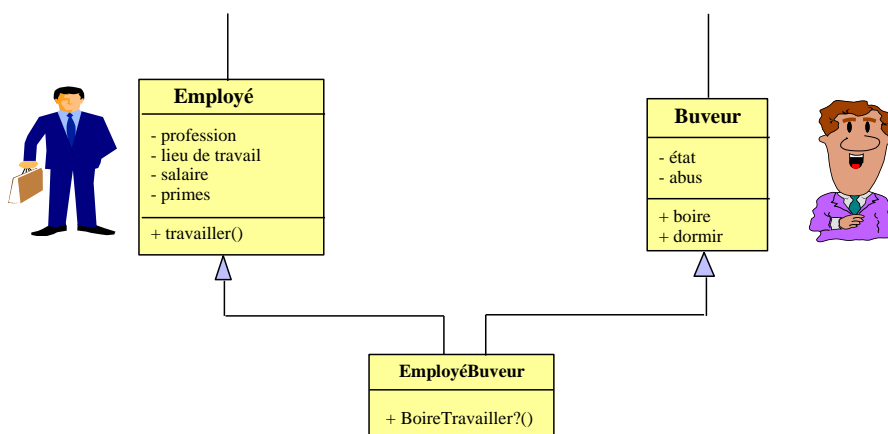 Employé
- profession
- lieu de travail
- salaire
- primes
+ travailler()
Buveur
- état
- abus
+ boire
+ dormir
EmployéBuveur
+ BoireTravailler?()